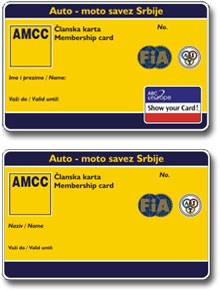 Auto - moto savez Srbije
AMCC
Članska karta
Membership card
No.
FiA
Ime i prezime / Name:
Važi do / Valid until:
ARC
europe
Show your Card!
Auto - moto savez Srbije
AMCC
Članska karta
Membership card
No.
FiA
Naziv / Name
Važi do / Valid until: